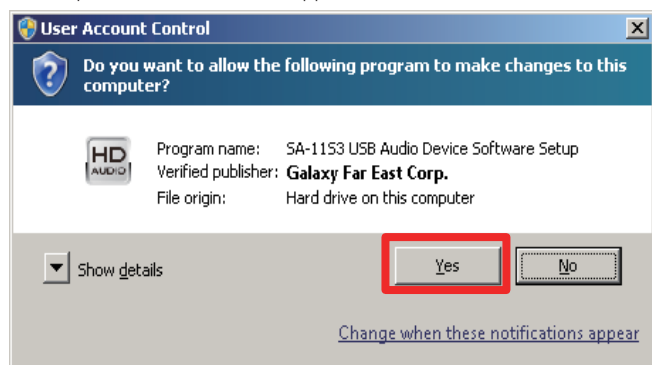 User Account Control
Do you want to allow the following program to make changes to this
computer?
HD
AUDIO
Program name: SA-11S3 USB Audio Device Software Setup
Verified publisher: Galaxy Far East Corp.
File origin: Hard drive on this computer
Show details
Yes
No
Change when these notifications appear